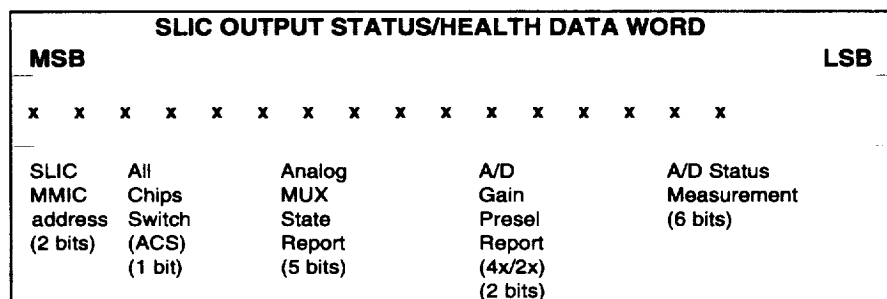 SLIC OUTPUT STATUS/HEALTH DATA WORD
MSB
LSB
x x x x x x x x x x x x x x x x
SLIC
MMIC
address
(2 bits)
All
Chips
Switch
(ACS)
(1 bit)
Analog
MUX
State
Report
(5 bits)
A/D
Gain
Presel
Report
(4x/2x)
(2 bits)
A/D Status
Measurement
(6 bits)